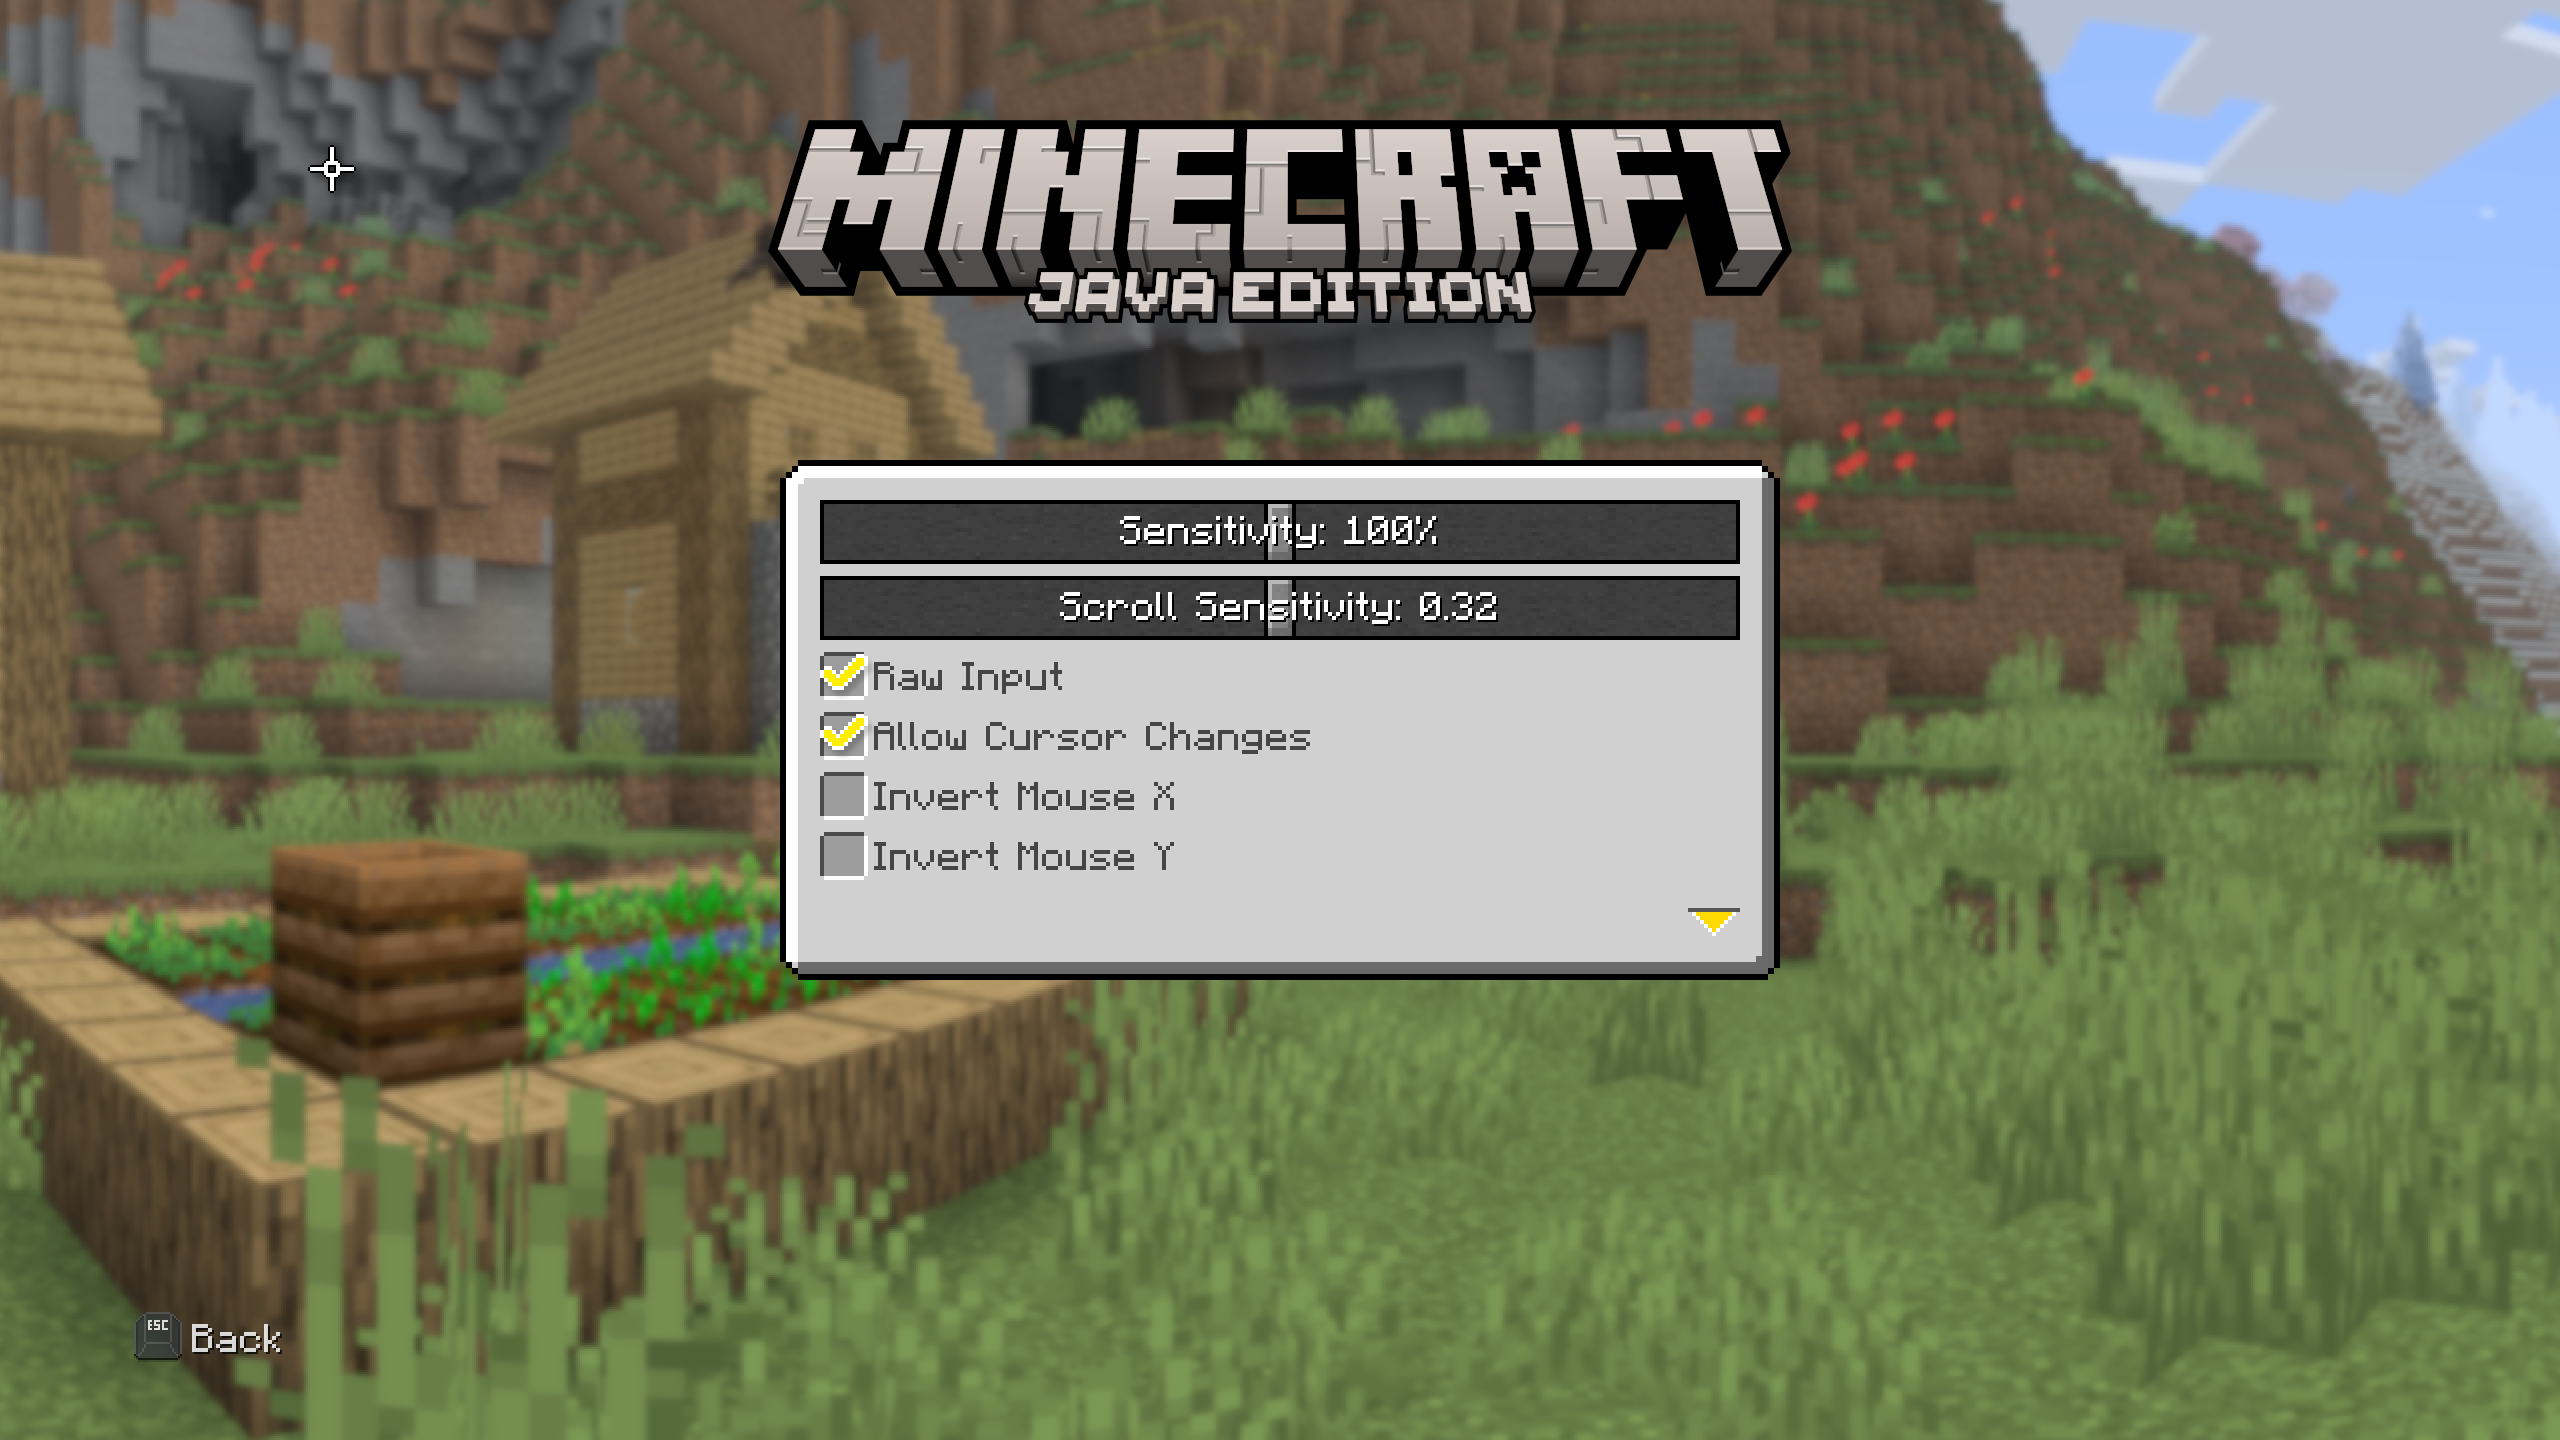 MINECRAFT
JAVA EDITION
Sensitivity: 100%
Scroll Sensitivity: 0.32
Raw Input
Allow Cursor Changes
Invert Mouse X
Invert Mouse Y
ESC Back